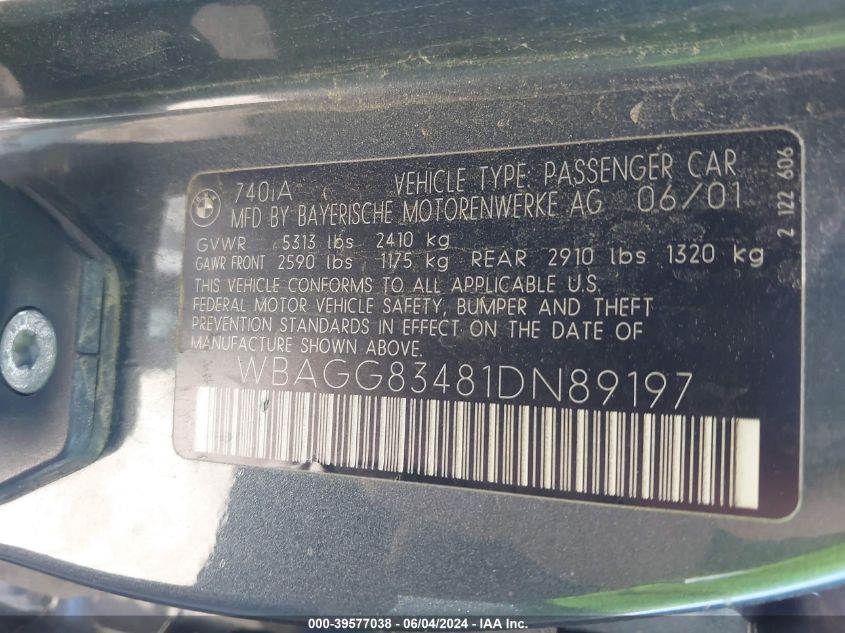 740iA VEHICLE TYPE: PASSENGER CAR
MFD BY BAYERISCHE MOTORENWERKE AG 06/01
GVWR 5313 lbs 2410 kg
GAWR FRONT 2590 lbs 1175 kg REAR 2910 lbs 1320 kg
THIS VEHICLE CONFORMS TO ALL APPLICABLE U.S.
FEDERAL MOTOR VEHICLE SAFETY, BUMPER AND THEFT
PREVENTION STANDARDS IN EFFECT ON THE DATE OF
MANUFACTURE SHOWN ABOVE.
WBAGG83481DN89197
2 122 606
000-39577038 - 06/04/2024 - IAA Inc.